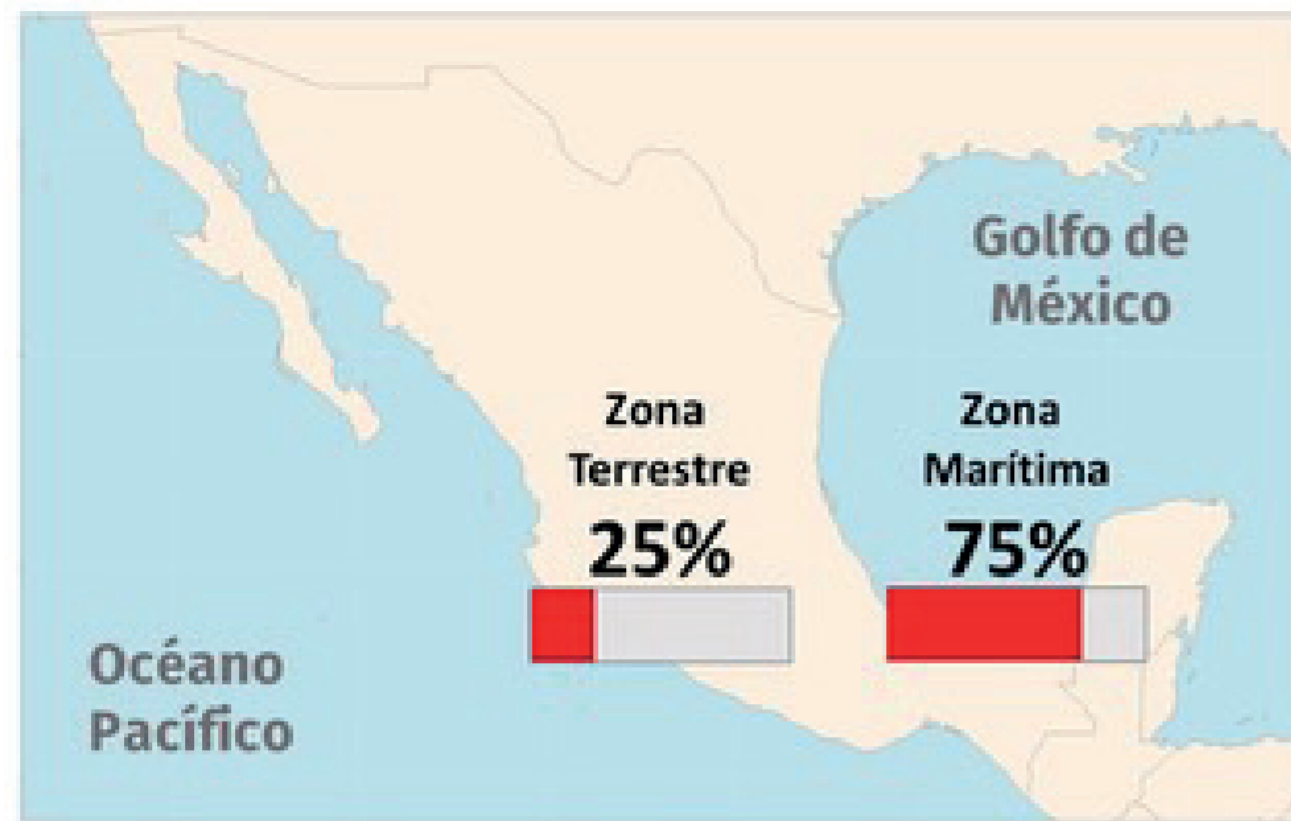 Golfo de
México
Zona
Terrestre
25%
Zona
Marítima
75%
Océano
Pacífico